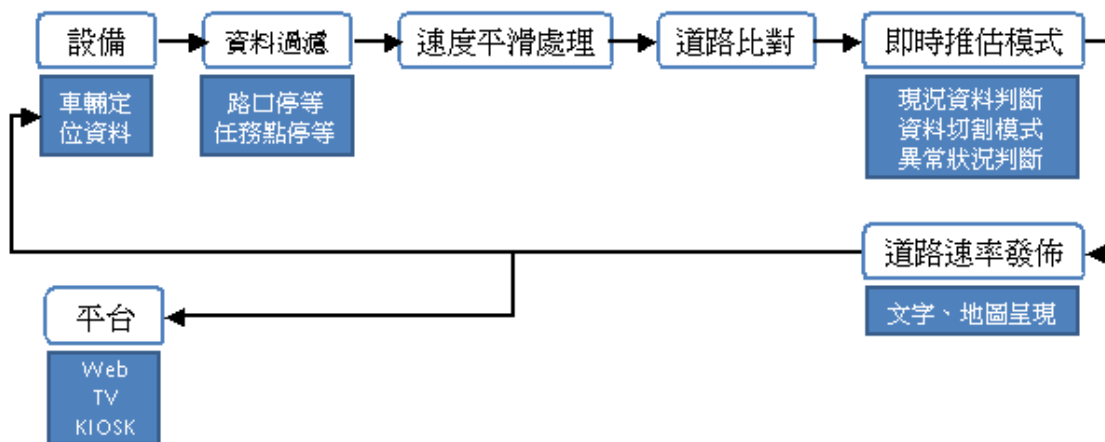 設備
資料過濾
速度平滑處理
道路比對
即時推估模式
車輛定
位資料
路口停等
任務點停等
現況資料判斷
資料切割模式
異常狀況判斷
道路速率發佈
文字、地圖呈現
平台
Web
TV
KIOSK